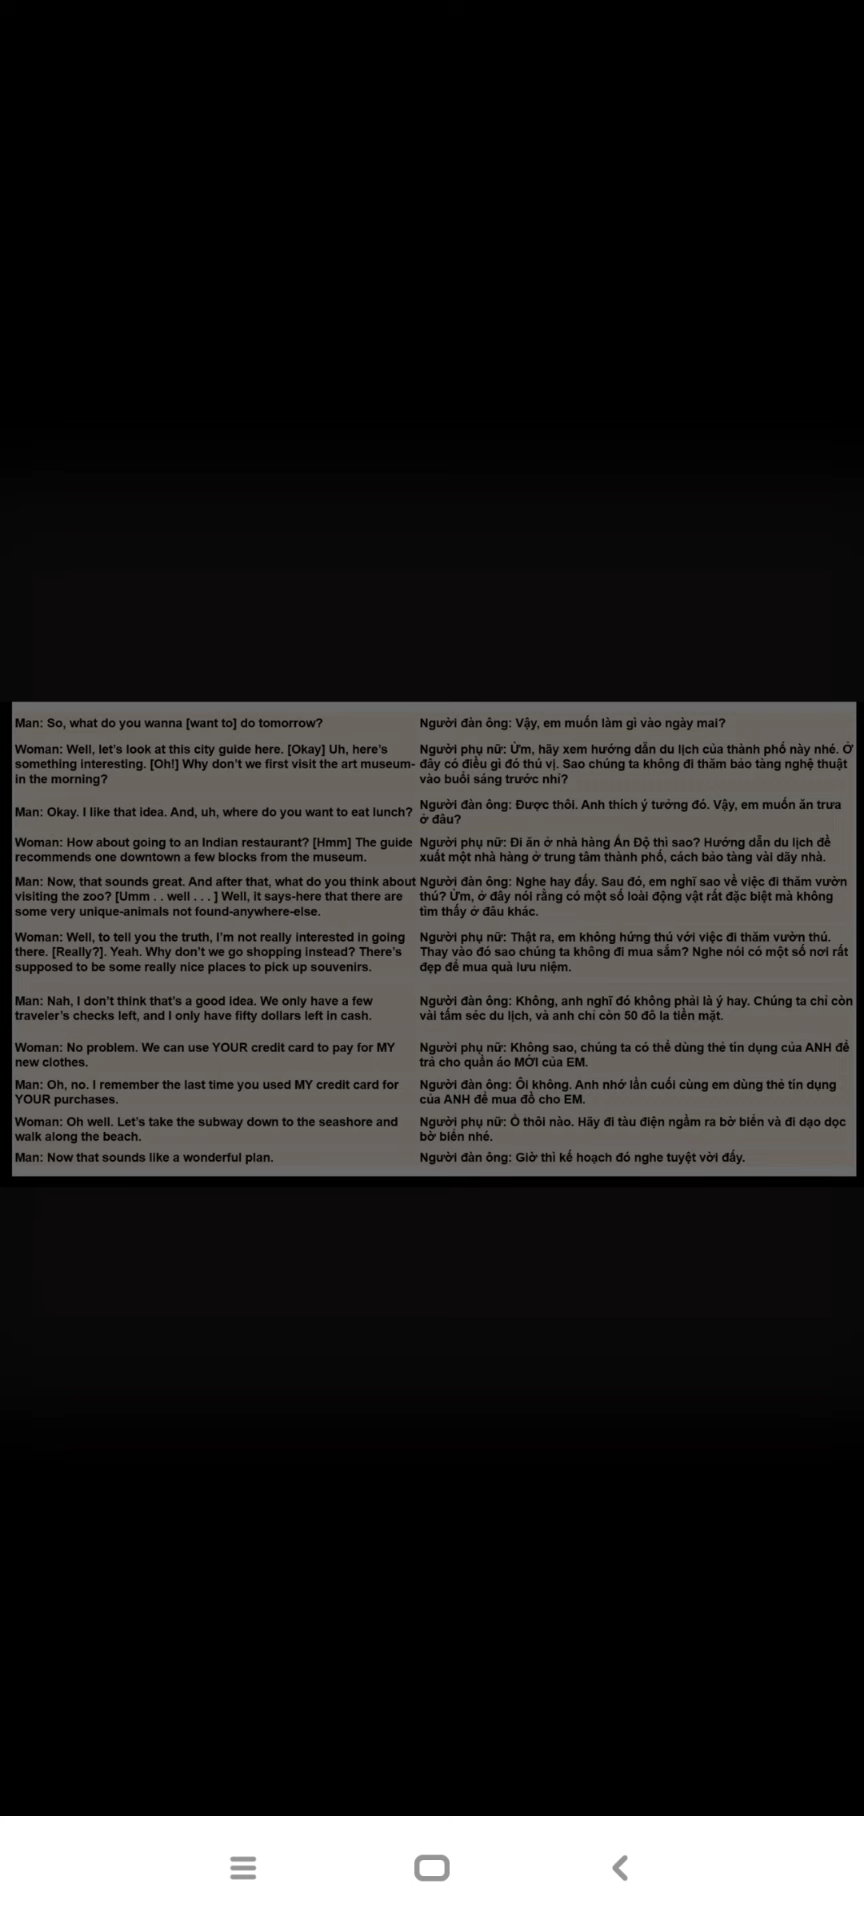 Man: So, what do you wanna [want to] do tomorrow?
Người đàn ông: Vậy, em muốn làm gì vào ngày mai?
Woman: Well, let's look at this city guide here. [Okay] Uh, here's
something interesting. [Oh!] Why don't we first visit the art museum-
in the morning?
Người phụ nữ: Ừm, hãy xem hướng dẫn du lịch của thành phố này nhé. Ở
đây có điều gì đó thú vị. Sao chúng ta không đi thăm bảo tàng nghệ thuật
vào buổi sáng trước nhỉ?
Man: Okay. I like that idea. And, uh, where do you want to eat lunch?
Người đàn ông: Được thôi. Anh thích ý tưởng đó. Vậy, em muốn ăn trưa
ở đâu?
Woman: How about going to an Indian restaurant? [Hmm] The guide
recommends one downtown a few blocks from the museum.
Người phụ nữ: Đi ăn ở nhà hàng Ấn Độ thì sao? Hướng dẫn du lịch đề
xuất một nhà hàng ở trung tâm thành phố, cách bảo tàng vài dãy nhà.
Man: Now, that sounds great. And after that, what do you think about
visiting the zoo? [Umm . . well . . . ] Well, it says-here that there are
some very unique-animals not found-anywhere-else.
Người đàn ông: Nghe hay đấy. Sau đó, em nghĩ sao về việc đi thăm vườn
thú? Ừm, ở đây nói rằng có một số loài động vật rất đặc biệt mà không
tìm thấy ở đâu khác.
Woman: Well, to tell you the truth, I'm not really interested in going
there. [Really?]. Yeah. Why don't we go shopping instead? There's
supposed to be some really nice places to pick up souvenirs.
Người phụ nữ: Thật ra, em không hứng thú với việc đi thăm vườn thú.
Thay vào đó sao chúng ta không đi mua sắm? Nghe nói có một số nơi rất
đẹp để mua quà lưu niệm.
Man: Nah, I don't think that's a good idea. We only have a few
traveler's checks left, and I only have fifty dollars left in cash.
Người đàn ông: Không, anh nghĩ đó không phải là ý hay. Chúng ta chỉ còn
vài tấm séc du lịch, và anh chỉ còn 50 đô la tiền mặt.
Woman: No problem. We can use YOUR credit card to pay for MY
new clothes.
Người phụ nữ: Không sao, chúng ta có thể dùng thẻ tín dụng của ANH để
trả cho quần áo MỚI của EM.
Man: Oh, no. I remember the last time you used MY credit card for
YOUR purchases.
Người đàn ông: Ôi không. Anh nhớ lần cuối cùng em dùng thẻ tín dụng
của ANH để mua đồ cho EM.
Woman: Oh well. Let's take the subway down to the seashore and
walk along the beach.
Người phụ nữ: Ồ thôi nào. Hãy đi tàu điện ngầm ra bờ biển và đi dạo dọc
bờ biển nhé.
Man: Now that sounds like a wonderful plan.
Người đàn ông: Giờ thì kế hoạch đó nghe tuyệt vời đấy.